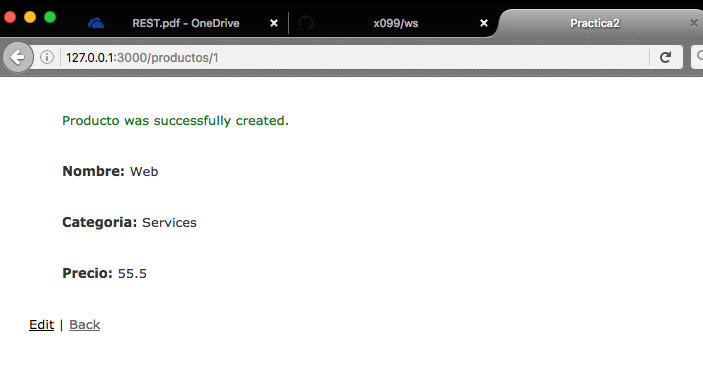 REST.pdf - OneDrive x099/ws Practica2
127.0.0.1:3000/productos/1
Producto was successfully created.
Nombre: Web
Categoria: Services
Precio: 55.5
Edit | Back